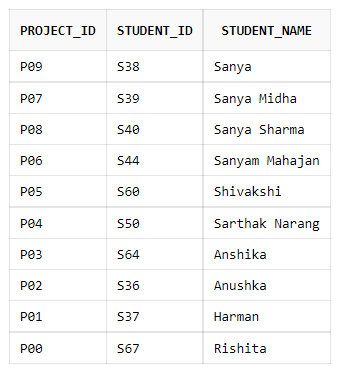 PROJECT_ID STUDENT_ID STUDENT_NAME
P09 S38 Sanya
P07 S39 Sanya Midha
P08 S40 Sanya Sharma
P06 S44 Sanyam Mahajan
P05 S60 Shivakshi
P04 S50 Sarthak Narang
P03 S64 Anshika
P02 S36 Anushka
P01 S37 Harman
P00 S67 Rishita